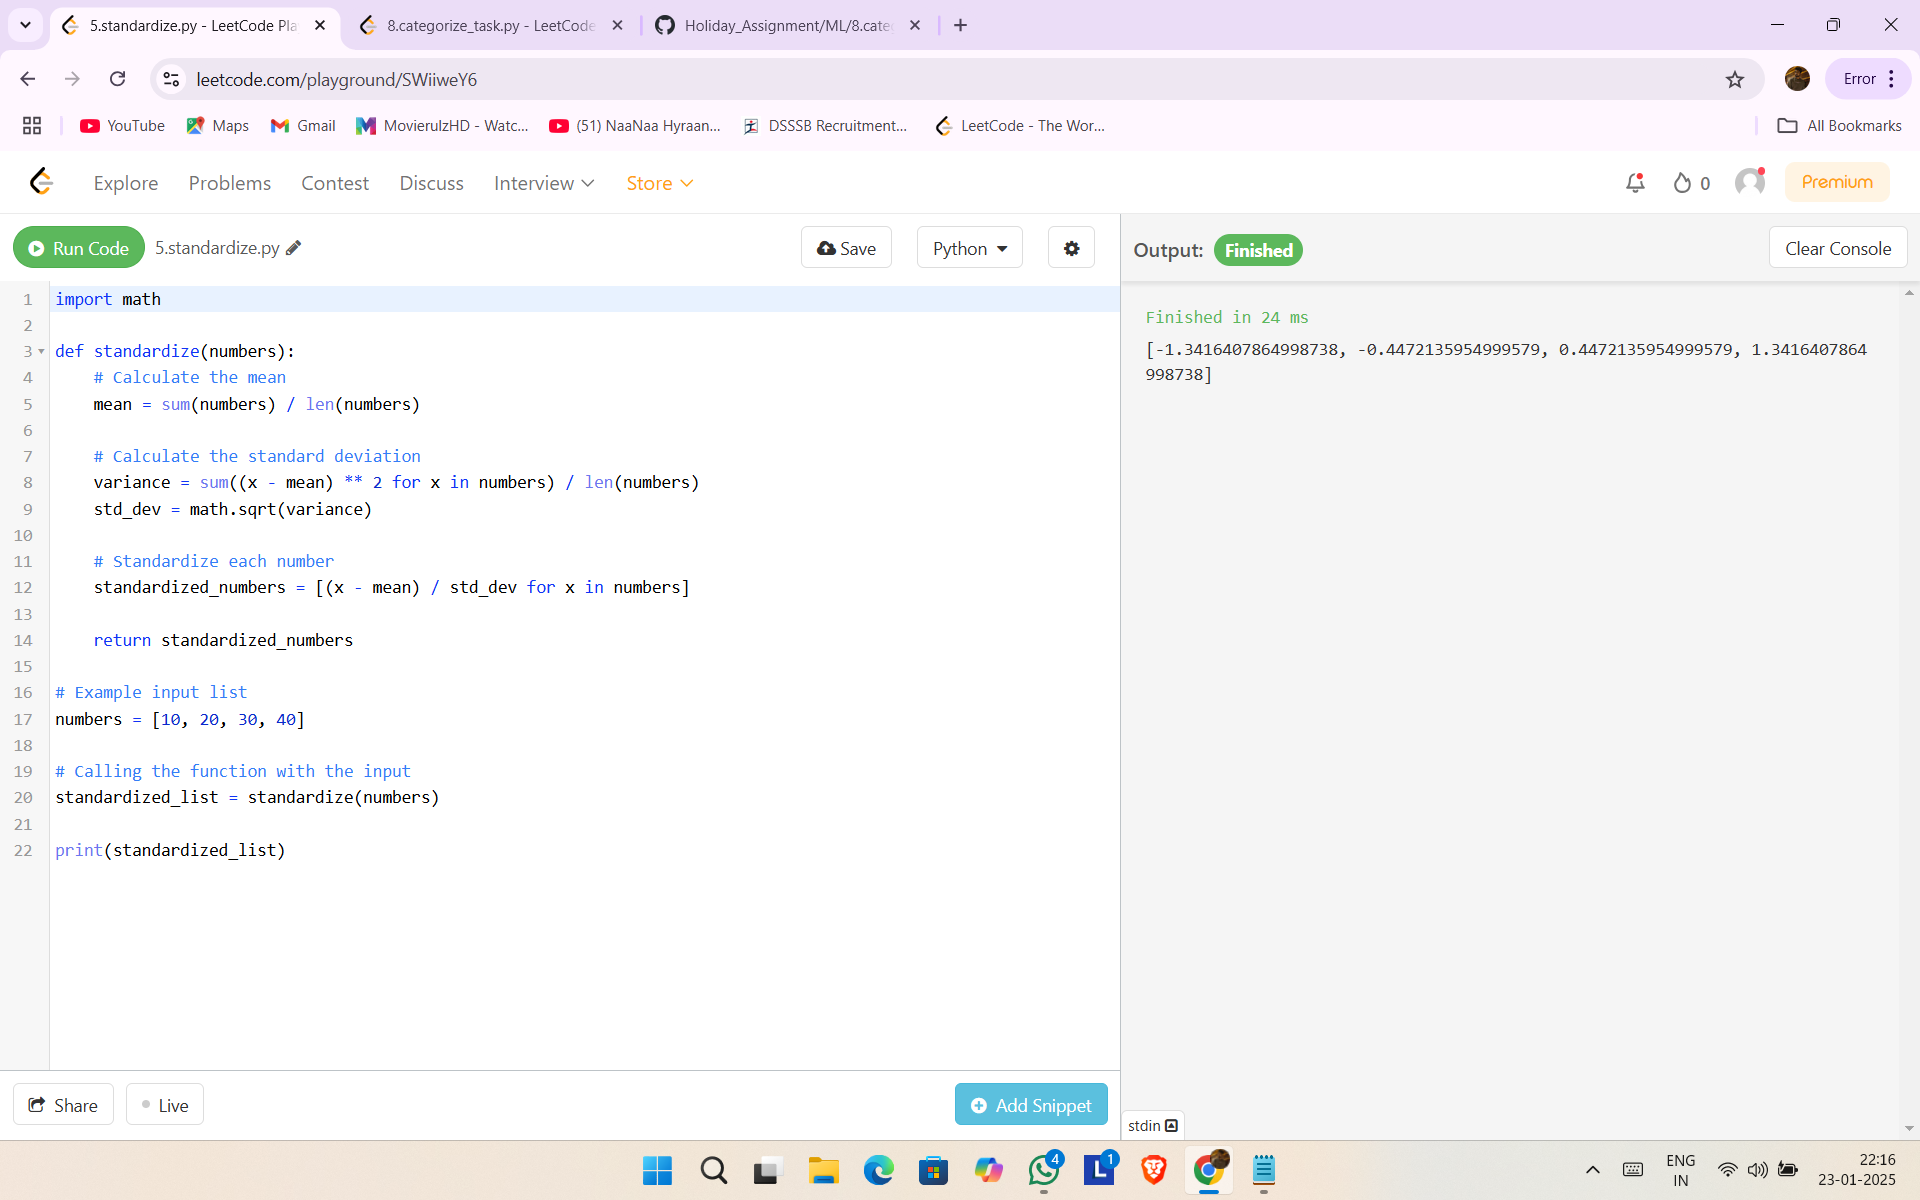 5.standardize.py - LeetCode Pla
8.categorize_task.py - LeetCode
Holiday_Assignment/ML/8.cate
leetcode.com/playground/SWiiweY6
Error
YouTube
Maps
Gmail
MovierulzHD - Watc...
(51) NaaNaa Hyraan...
DSSSB Recruitment...
LeetCode - The Wor...
All Bookmarks
Explore
Problems
Contest
Discuss
Interview
Store
0
Premium
Run Code
5.standardize.py
Save
Python
Output:
Finished
Clear Console
1 import math
2
3 def standardize(numbers):
4     # Calculate the mean
5     mean = sum(numbers) / len(numbers)
6
7     # Calculate the standard deviation
8     variance = sum((x - mean) ** 2 for x in numbers) / len(numbers)
9     std_dev = math.sqrt(variance)
10
11     # Standardize each number
12     standardized_numbers = [(x - mean) / std_dev for x in numbers]
13
14     return standardized_numbers
15
16 # Example input list
17 numbers = [10, 20, 30, 40]
18
19 # Calling the function with the input
20 standardized_list = standardize(numbers)
21
22 print(standardized_list)
Finished in 24 ms
[-1.3416407864998738, -0.4472135954999579, 0.4472135954999579, 1.3416407864
998738]
Share
Live
Add Snippet
stdin
4
L
1
ENG
IN
22:16
23-01-2025